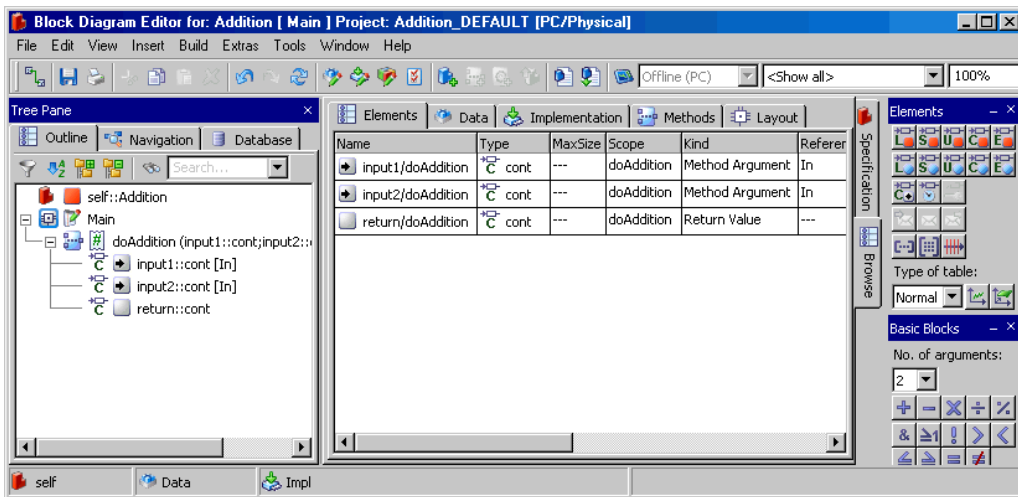 Block Diagram Editor for: Addition [ Main ] Project: Addition_DEFAULT [PC/Physical]
File Edit View Insert Build Extras Tools Window Help
Offline (PC) <Show all> 100%
Tree Pane
Outline Navigation Database
Search...
self::Addition
Main
doAddition (input1::cont;input2::
input1::cont [In]
input2::cont [In]
return::cont
Elements Data Implementation Methods Layout
Name Type MaxSize Scope Kind Referen
input1/doAddition C cont --- doAddition Method Argument In
input2/doAddition C cont --- doAddition Method Argument In
return/doAddition C cont --- doAddition Return Value ---
Specification
Browse
Elements
L S U C E
L S U C E
C
Type of table:
Normal
Basic Blocks
No. of arguments:
2
+ − × ÷ %
& ≥1 ! > <
≤ ≥ = ≠
self Data Impl